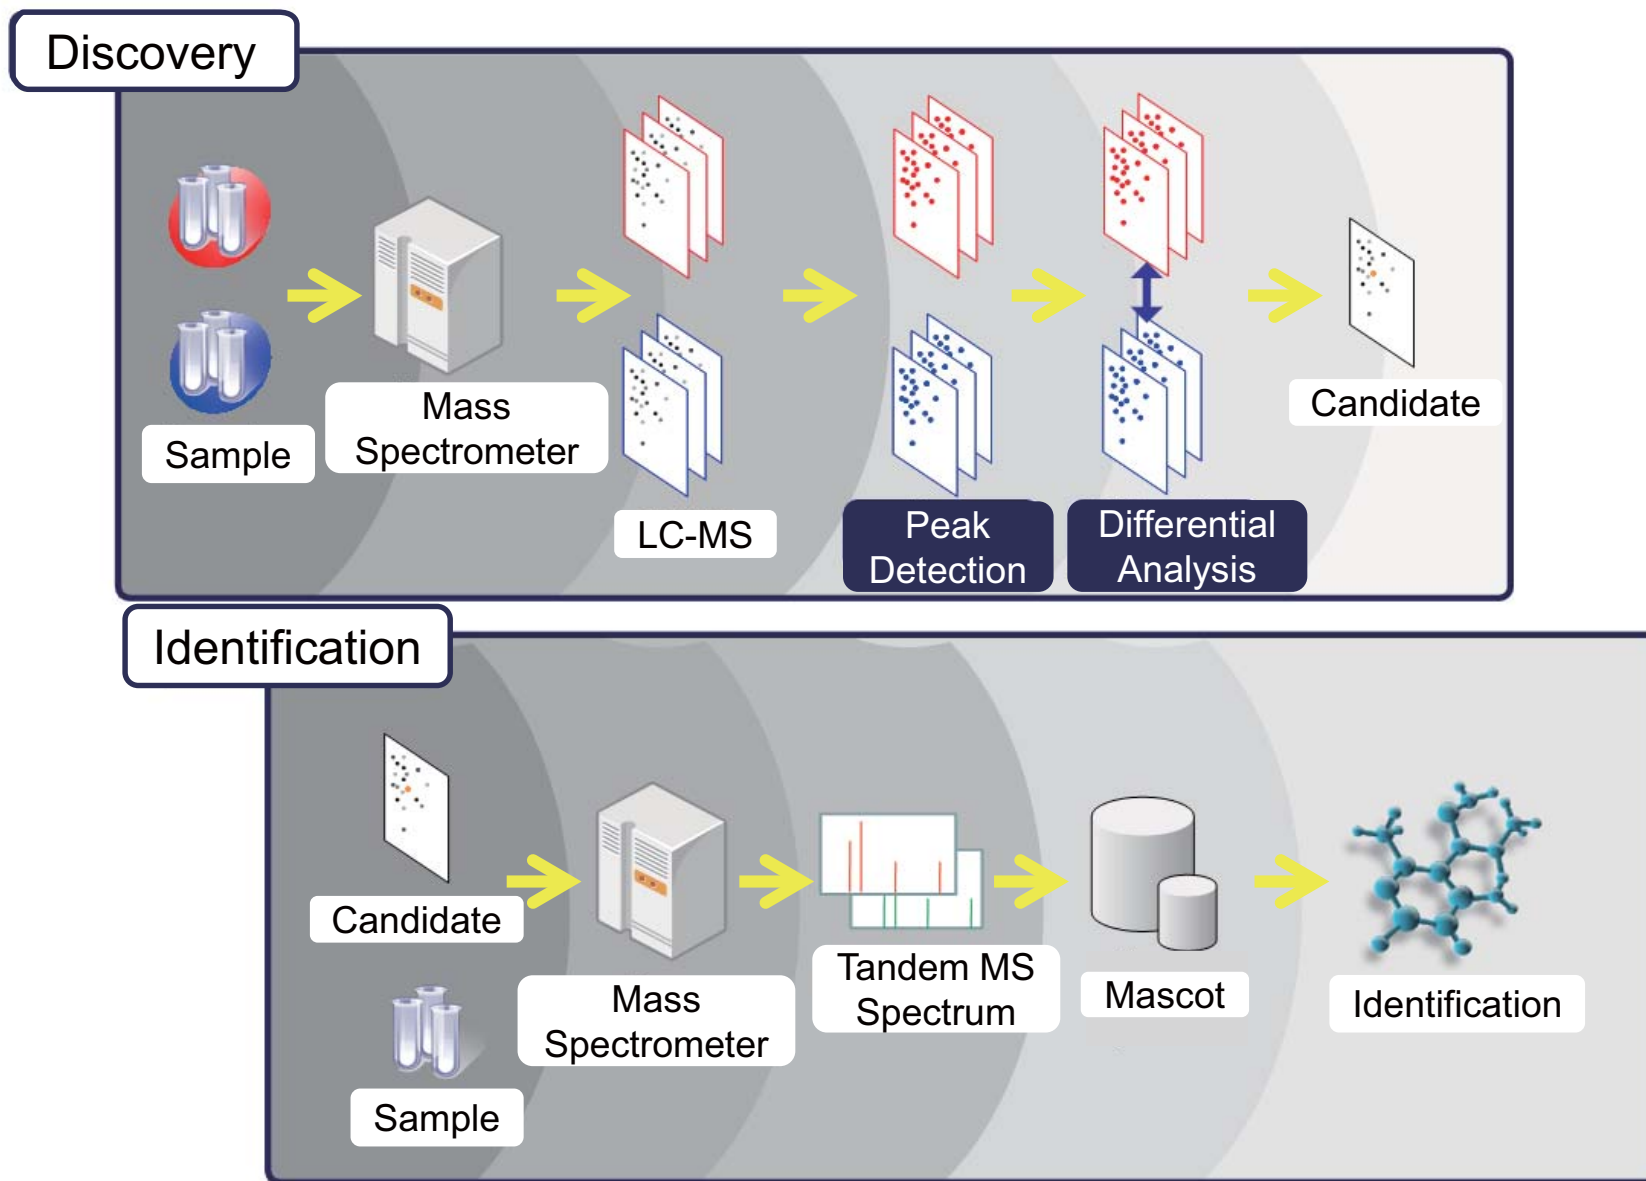 Discovery
Sample
Mass
Spectrometer
LC-MS
Peak
Detection
Differential
Analysis
Candidate
Identification
Candidate
Sample
Mass
Spectrometer
Tandem MS
Spectrum
Mascot
Identification